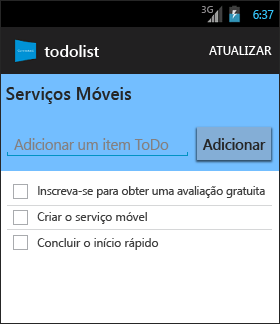 3G 6:37
todolist ATUALIZAR
Serviços Móveis
Adicionar um item ToDo Adicionar
Inscreva-se para obter uma avaliação gratuita
Criar o serviço móvel
Concluir o início rápido